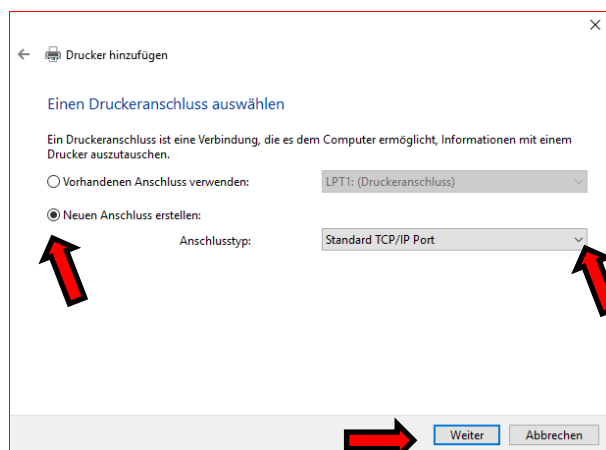 Drucker hinzufügen
Einen Druckeranschluss auswählen
Ein Druckeranschluss ist eine Verbindung, die es dem Computer ermöglicht, Informationen mit einem
Drucker auszutauschen.
Vorhandenen Anschluss verwenden: LPT1: (Druckeranschluss)
Neuen Anschluss erstellen:
Anschlusstyp: Standard TCP/IP Port
Weiter Abbrechen